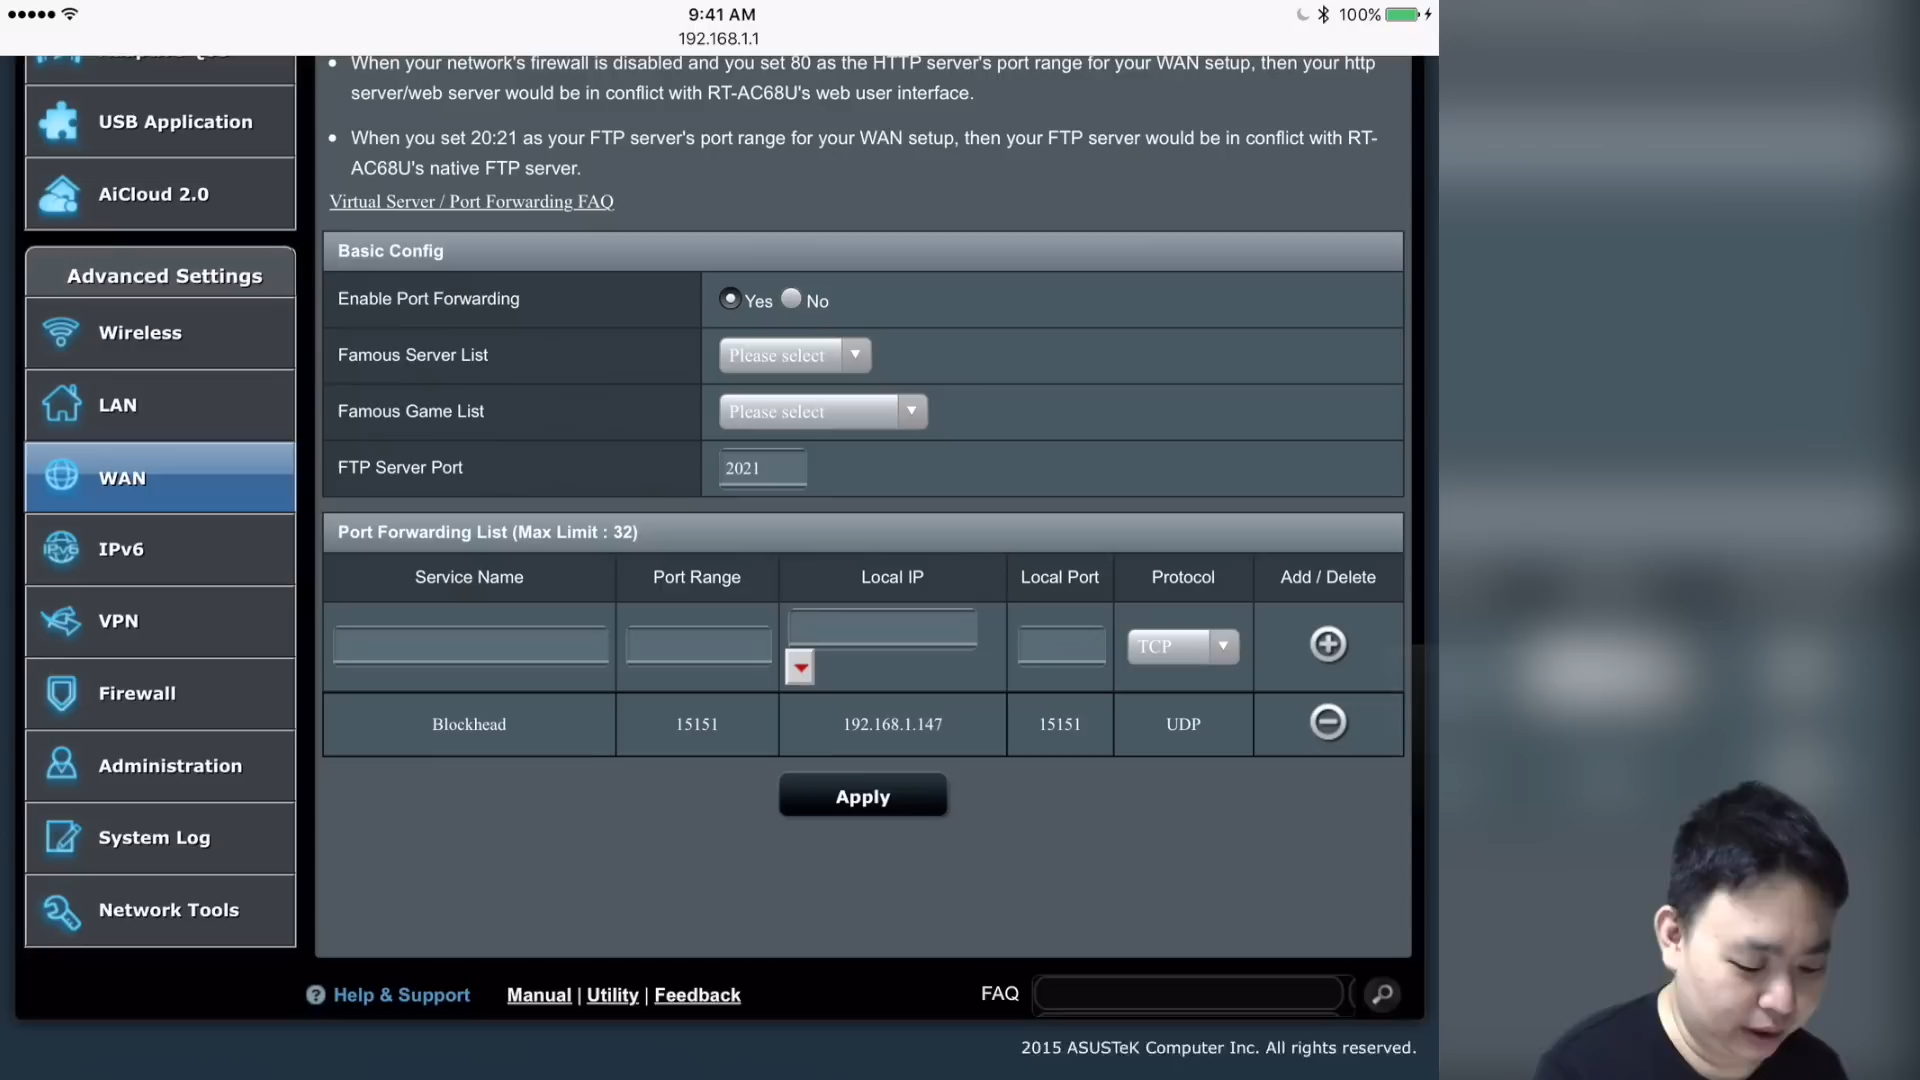 9:41 AM
100%
192.168.1.1
When your network's firewall is disabled and you set 80 as the HTTP server's port range for your WAN setup, then your http
server/web server would be in conflict with RT-AC68U's web user interface.
When you set 20:21 as your FTP server's port range for your WAN setup, then your FTP server would be in conflict with RT-
AC68U's native FTP server.
Virtual Server / Port Forwarding FAQ
USB Application
AiCloud 2.0
Advanced Settings
Wireless
LAN
WAN
IPv6
VPN
Firewall
Administration
System Log
Network Tools
Basic Config
Enable Port Forwarding Yes No
Famous Server List Please select
Famous Game List Please select
FTP Server Port 2021
Port Forwarding List (Max Limit : 32)
Service Name Port Range Local IP Local Port Protocol Add / Delete
TCP
Blockhead 15151 192.168.1.147 15151 UDP
Apply
Help & Support Manual | Utility | Feedback FAQ
2015 ASUSTeK Computer Inc. All rights reserved.